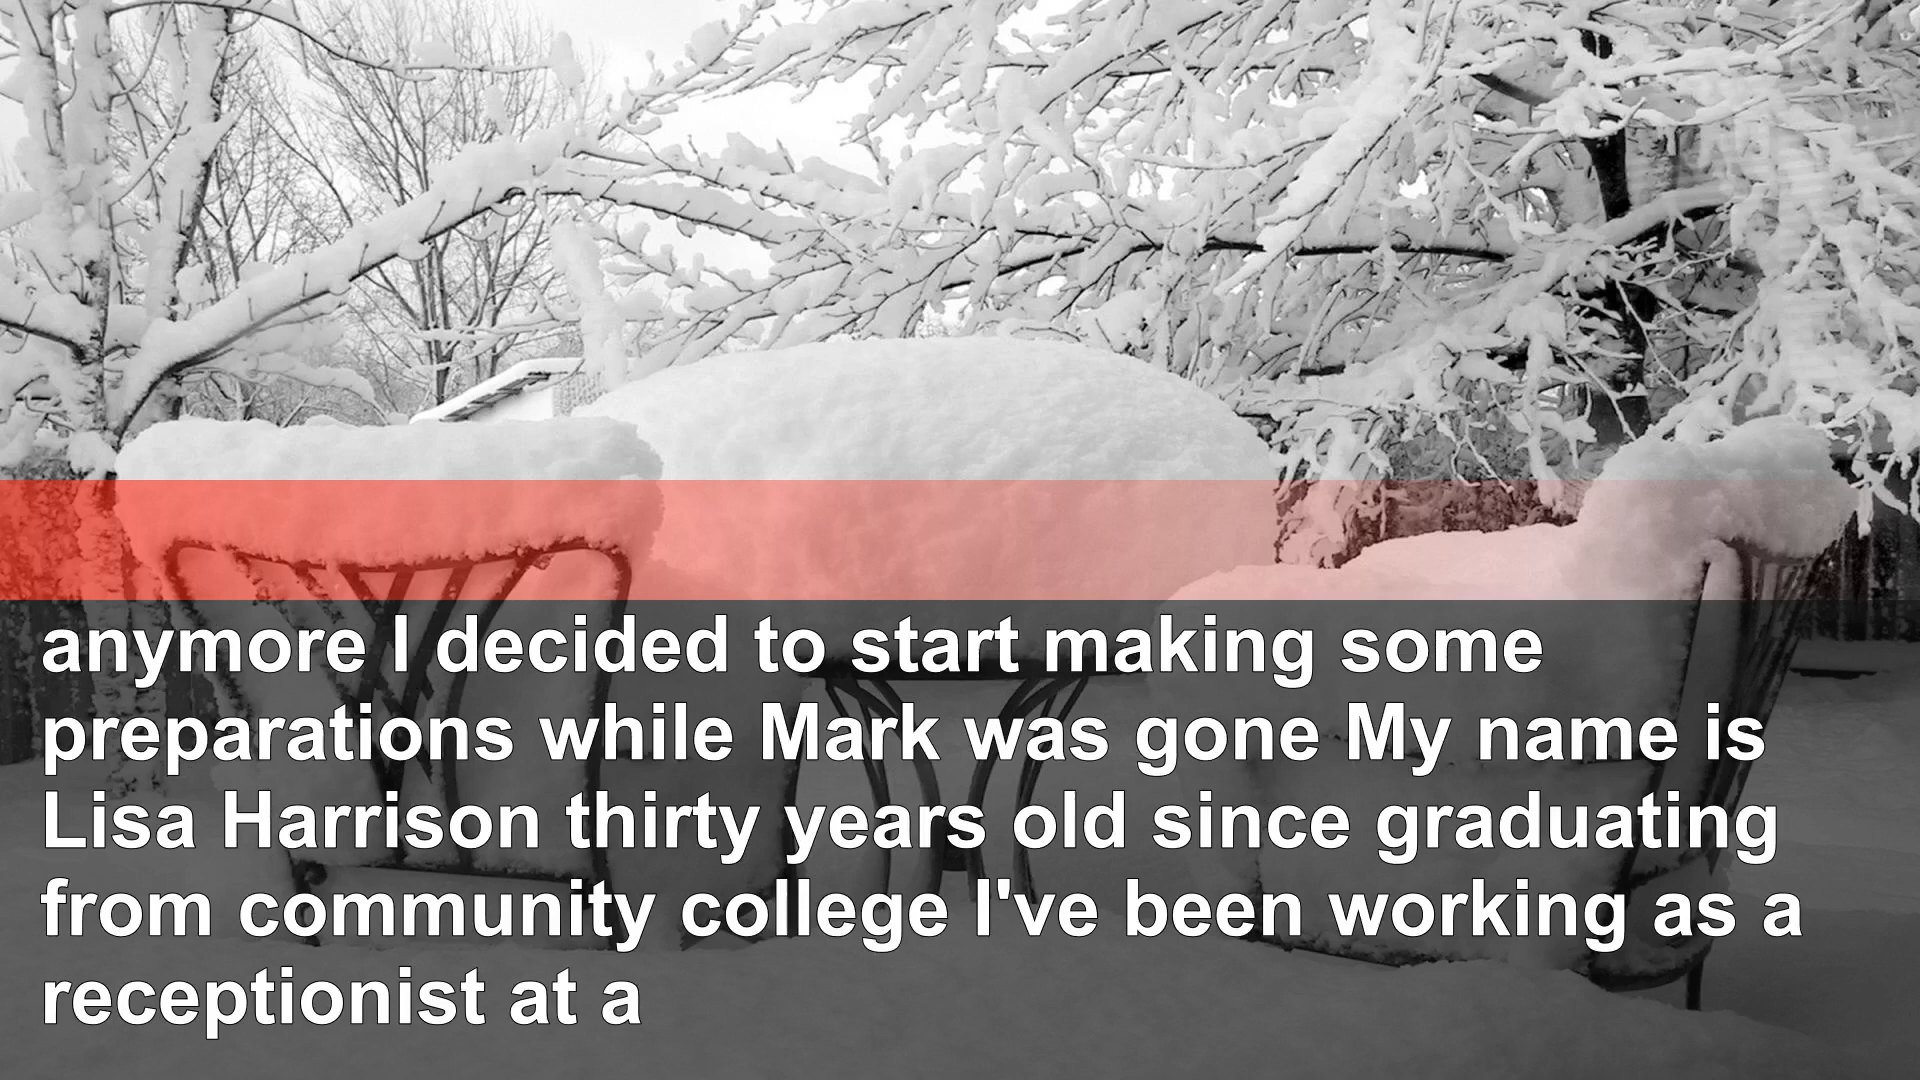 anymore I decided to start making some
preparations while Mark was gone My name is
Lisa Harrison thirty years old since graduating
from community college I've been working as a
receptionist at a